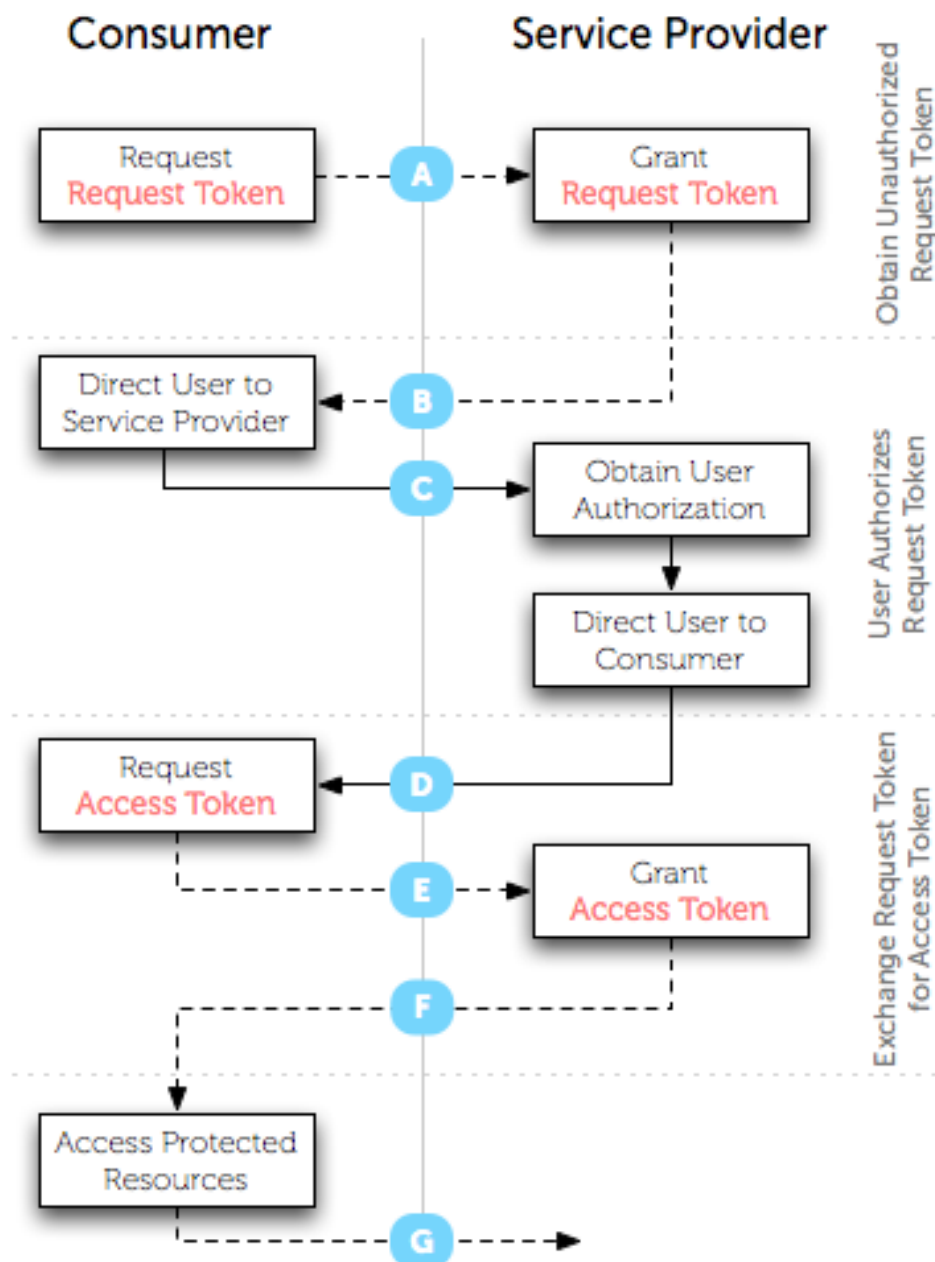 Consumer
Service Provider
Request
Request Token
A
Grant
Request Token
Obtain Unauthorized
Request Token
Direct User to
Service Provider
B
C
Obtain User
Authorization
Direct User to
Consumer
User Authorizes
Request Token
Request
Access Token
D
E
Grant
Access Token
F
Exchange Request Token
for Access Token
Access Protected
Resources
G